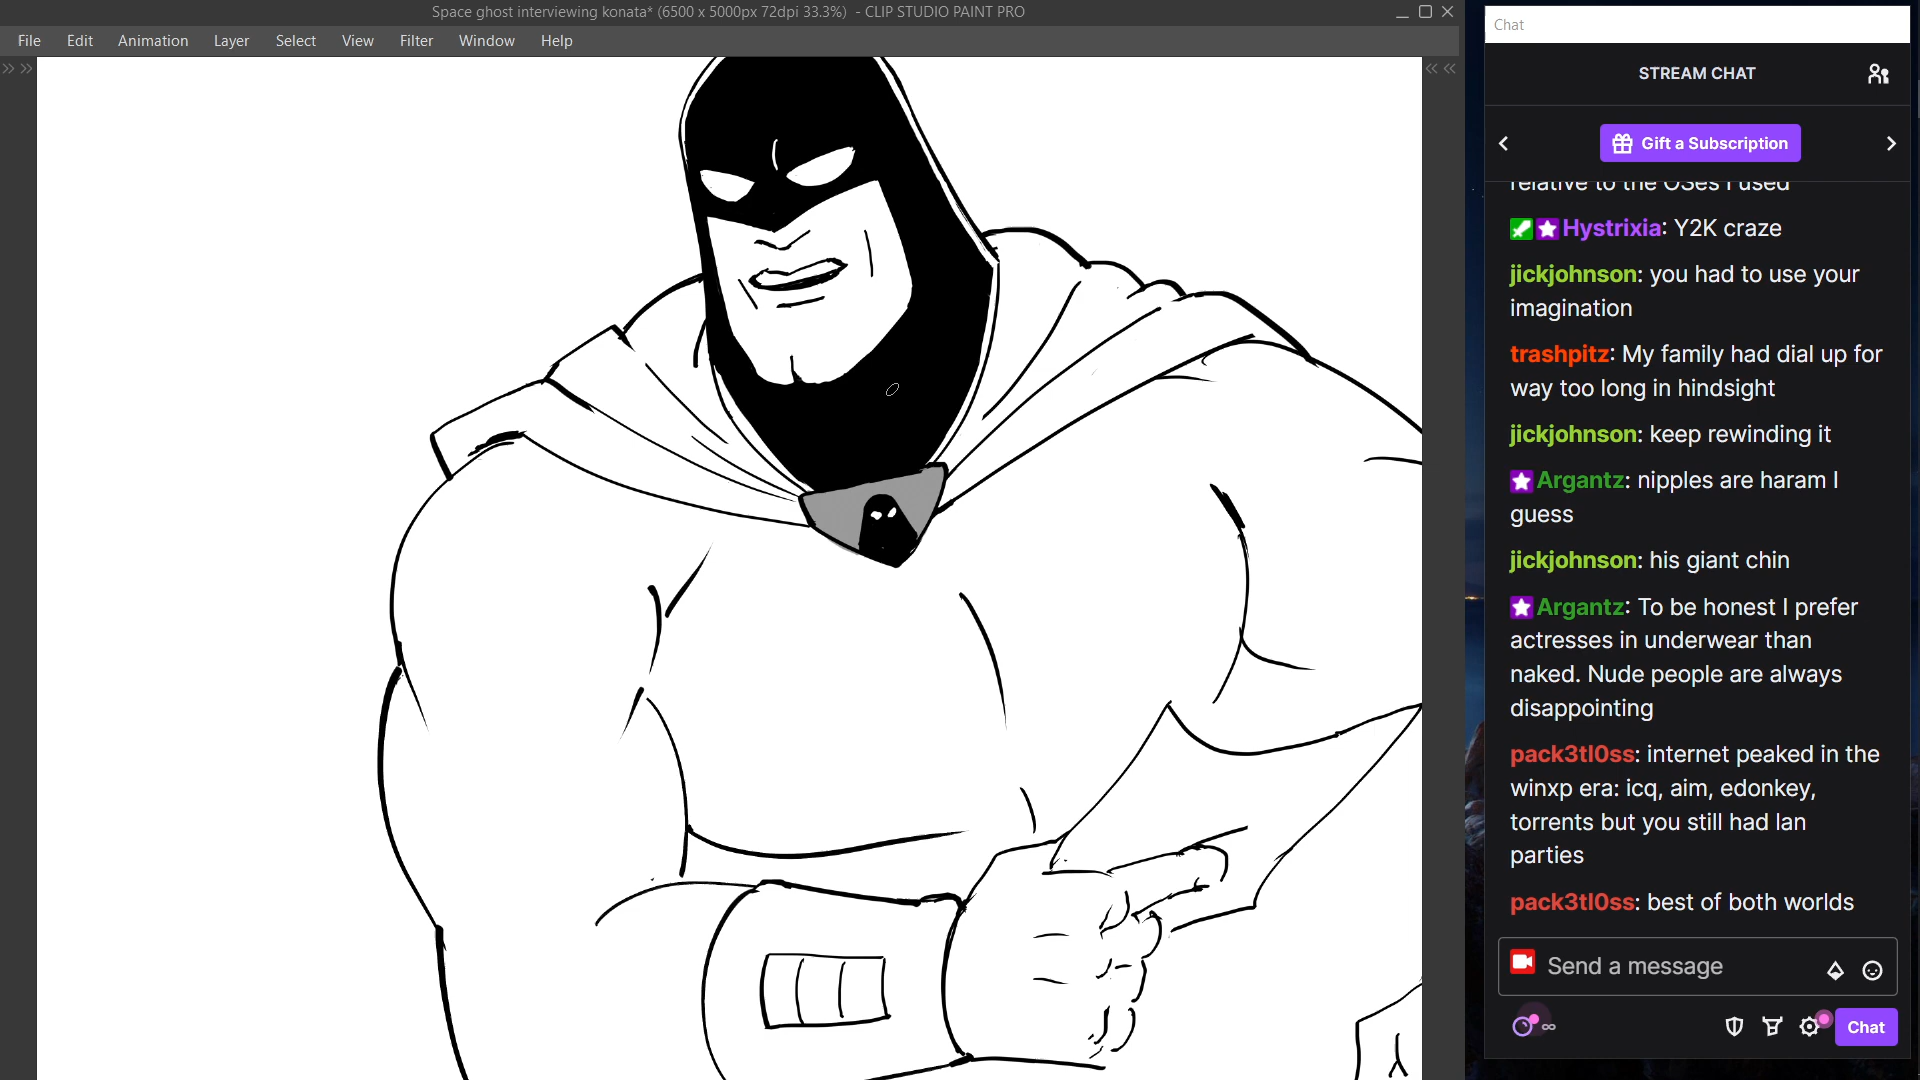 Space ghost interviewing konata* (6500 x 5000px 72dpi 33.3%) - CLIP STUDIO PAINT PRO
File Edit Animation Layer Select View Filter Window Help
Chat
STREAM CHAT
Gift a Subscription
relative to the OSes I used
Hystrixia: Y2K craze
jickjohnson: you had to use your
imagination
trashpitz: My family had dial up for
way too long in hindsight
jickjohnson: keep rewinding it
Argantz: nipples are haram I
guess
jickjohnson: his giant chin
Argantz: To be honest I prefer
actresses in underwear than
naked. Nude people are always
disappointing
pack3tl0ss: internet peaked in the
winxp era: icq, aim, edonkey,
torrents but you still had lan
parties
pack3tl0ss: best of both worlds
Send a message
∞
Chat